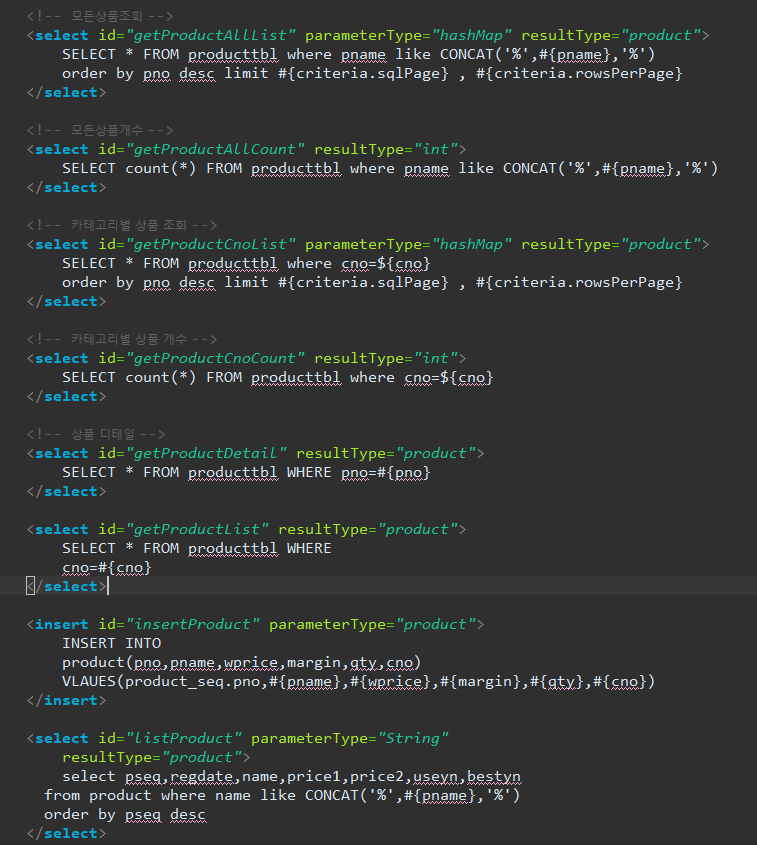 <!-- 모든상품조회 -->
<select id="getProductAllList" parameterType="hashMap" resultType="product">
SELECT * FROM producttbl where pname like CONCAT('%',#{pname},'%')
order by pno desc limit #{criteria.sqlPage} , #{criteria.rowsPerPage}
</select>
<!-- 모든상품개수 -->
<select id="getProductAllCount" resultType="int">
SELECT count(*) FROM producttbl where pname like CONCAT('%',#{pname},'%')
</select>
<!-- 카테고리별 상품 조회 -->
<select id="getProductCnoList" parameterType="hashMap" resultType="product">
SELECT * FROM producttbl where cno=${cno}
order by pno desc limit #{criteria.sqlPage} , #{criteria.rowsPerPage}
</select>
<!-- 카테고리별 상품 개수 -->
<select id="getProductCnoCount" resultType="int">
SELECT count(*) FROM producttbl where cno=${cno}
</select>
<!-- 상품 디테일 -->
<select id="getProductDetail" resultType="product">
SELECT * FROM producttbl WHERE pno=#{pno}
</select>
<select id="getProductList" resultType="product">
SELECT * FROM producttbl WHERE
cno=#{cno}
</select>
<insert id="insertProduct" parameterType="product">
INSERT INTO
product(pno,pname,wprice,margin,qty,cno)
VLAUES(product_seq.pno,#{pname},#{wprice},#{margin},#{qty},#{cno})
</insert>
<select id="listProduct" parameterType="String"
resultType="product">
select pseq,regdate,name,price1,price2,useyn,bestyn
from product where name like CONCAT('%',#{pname},'%')
order by pseq desc
</select>